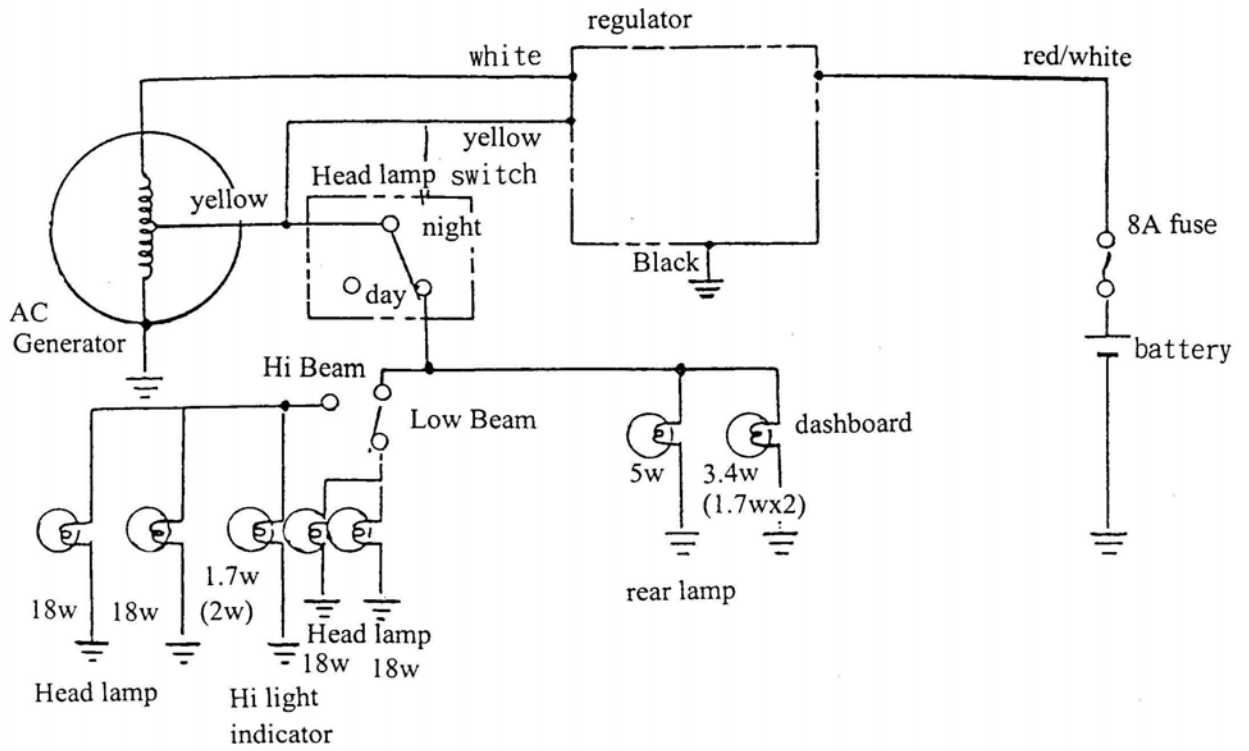 regulator
white
red/white
yellow
Head lamp switch
yellow
night
8A fuse
Black
day
AC
Generator
battery
Hi Beam
Low Beam
dashboard
5w
3.4w
(1.7wx2)
1.7w
(2w)
18w
18w
rear lamp
Head lamp
18w
18w
Head lamp
Hi light
indicator